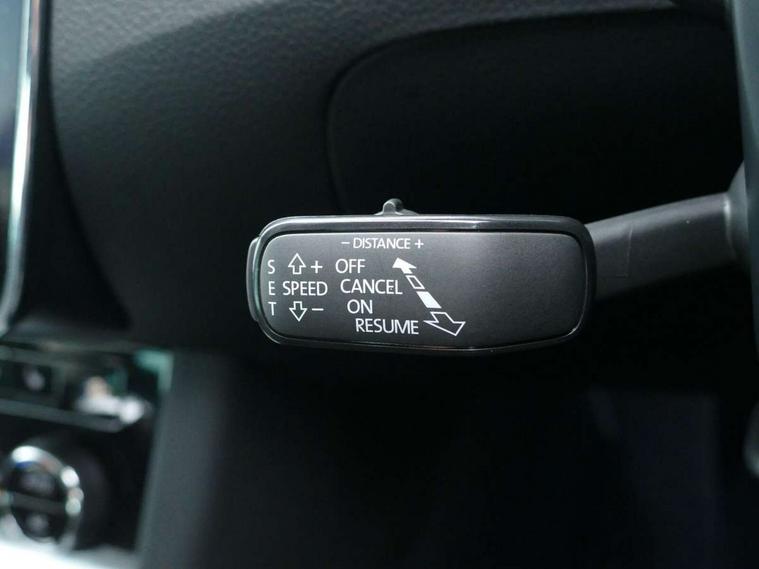 – DISTANCE +
S + OFF
E SPEED CANCEL
T – ON
RESUME